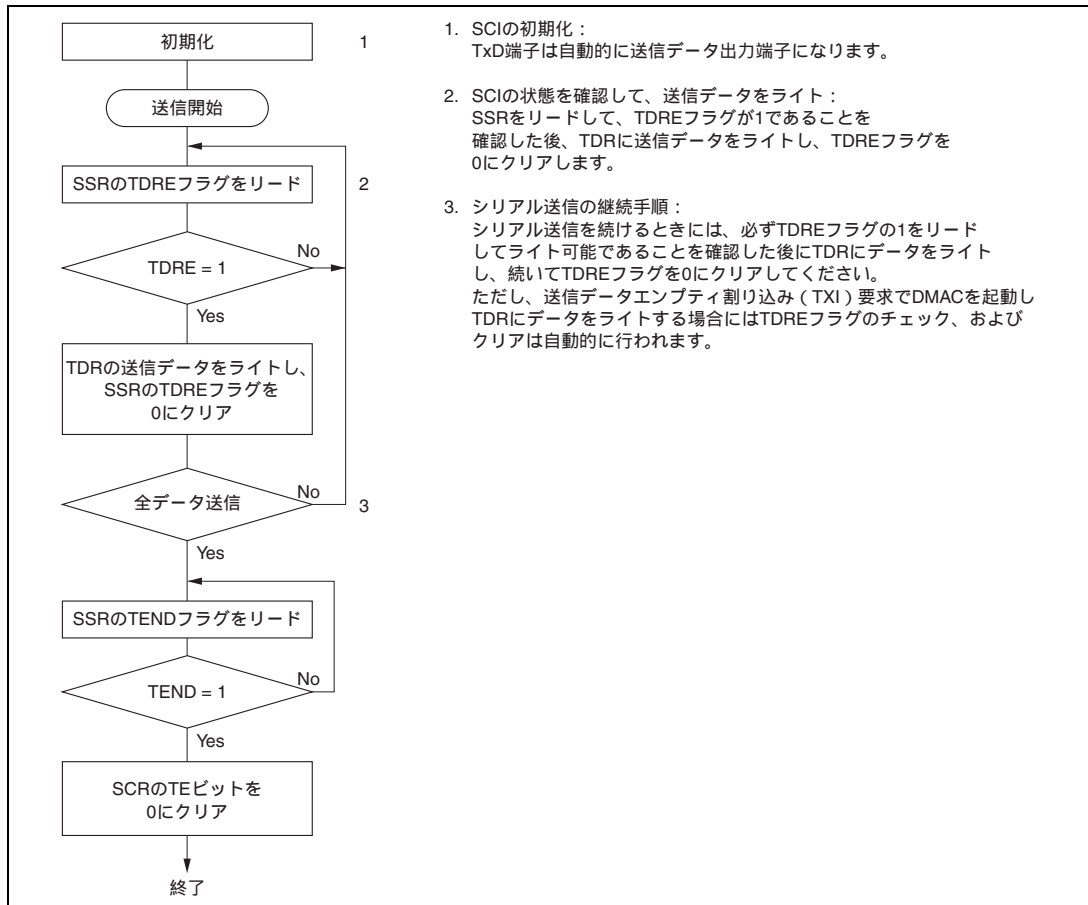 初期化
1
送信開始
SSRのTDREフラグをリード
2
TDRE = 1
No
Yes
TDRの送信データをライトし、
SSRのTDREフラグを
0にクリア
全データ送信
No
3
Yes
SSRのTENDフラグをリード
TEND = 1
No
Yes
SCRのTEビットを
0にクリア
終了
1. SCIの初期化：
TxD端子は自動的に送信データ出力端子になります。
2. SCIの状態を確認して、送信データをライト：
SSRをリードして、TDREフラグが1であることを
確認した後、TDRに送信データをライトし、TDREフラグを
0にクリアします。
3. シリアル送信の継続手順：
シリアル送信を続けるときには、必ずTDREフラグの1をリード
してライト可能であることを確認した後にTDRにデータをライト
し、続いてTDREフラグを0にクリアしてください。
ただし、送信データエンプティ割り込み（TXI）要求でDMACを起動し
TDRにデータをライトする場合にはTDREフラグのチェック、および
クリアは自動的に行われます。